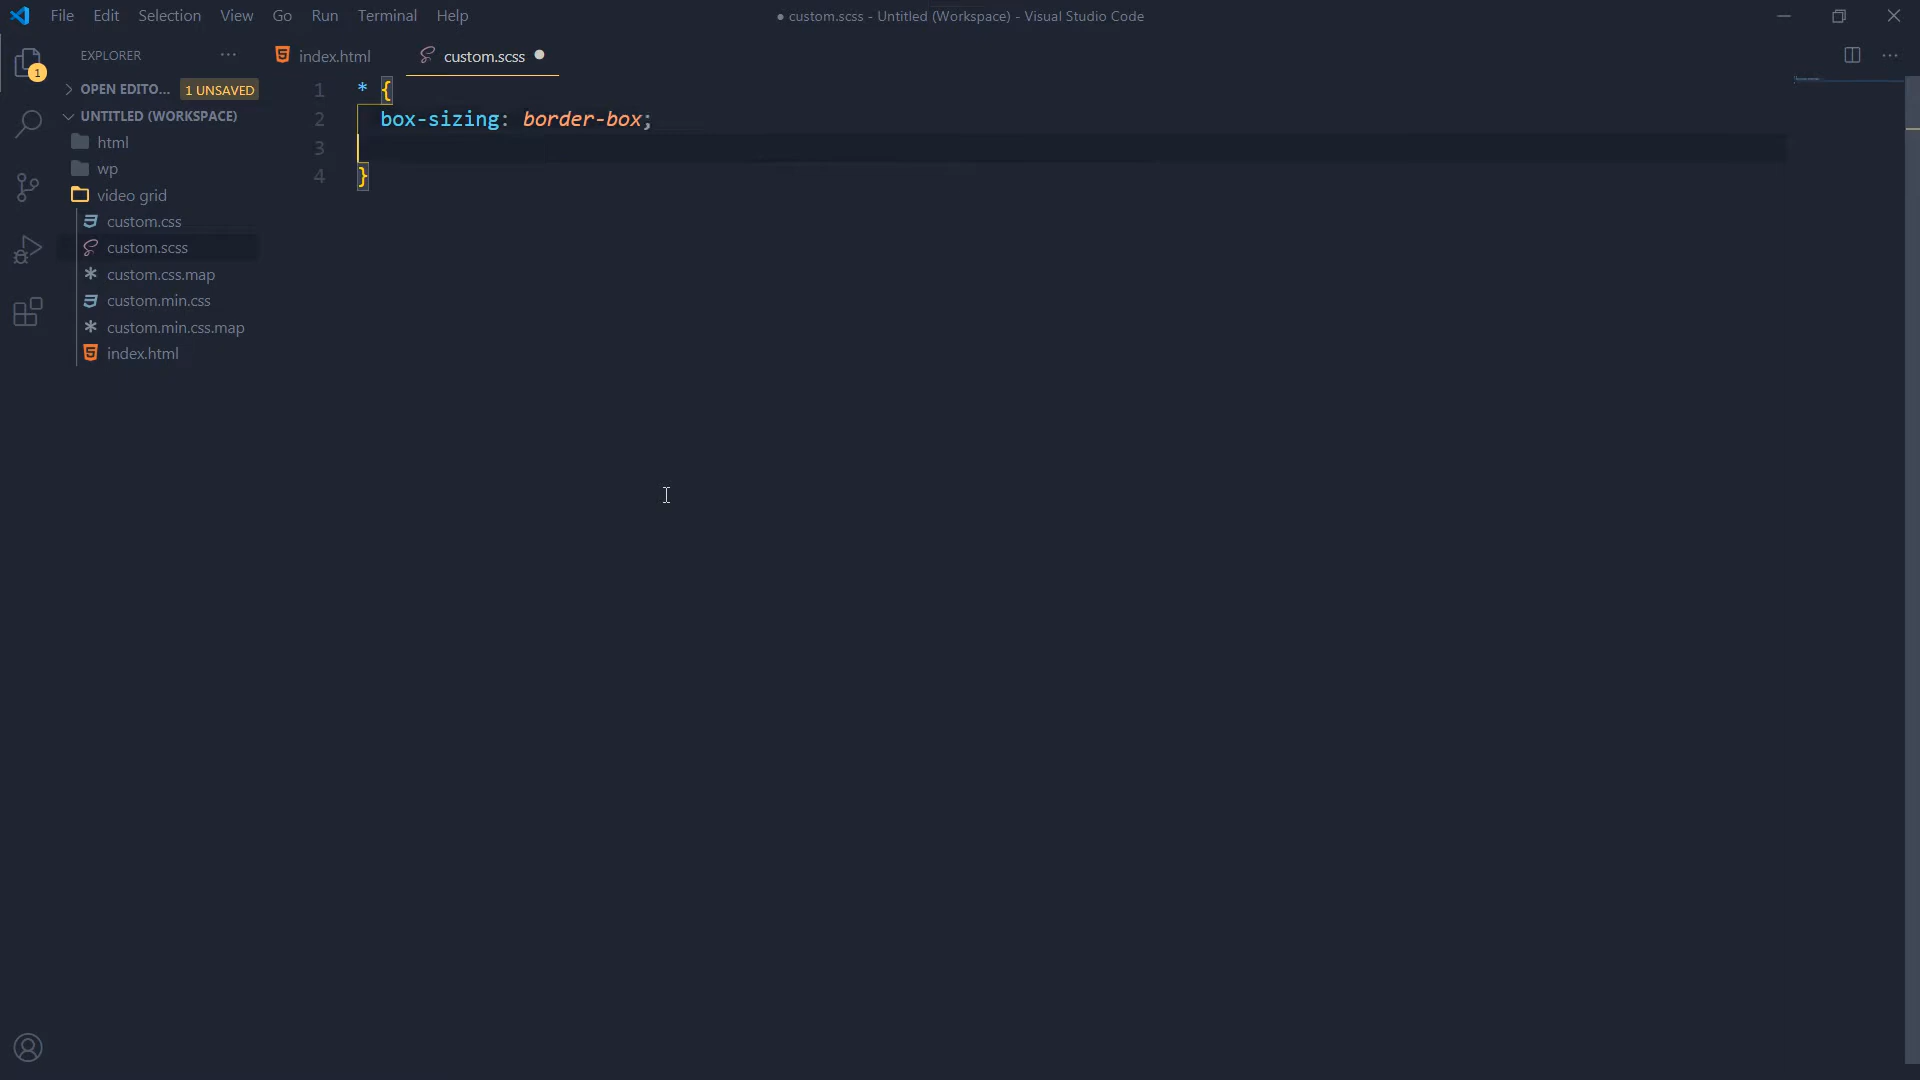 File Edit Selection View Go Run Terminal Help
● custom.scss - Untitled (Workspace) - Visual Studio Code
1
EXPLORER
OPEN EDITO... 1 UNSAVED
UNTITLED (WORKSPACE)
html
wp
video grid
custom.css
custom.scss
custom.css.map
custom.min.css
custom.min.css.map
index.html
index.html custom.scss
1 * {
2 box-sizing: border-box;
3
4 }